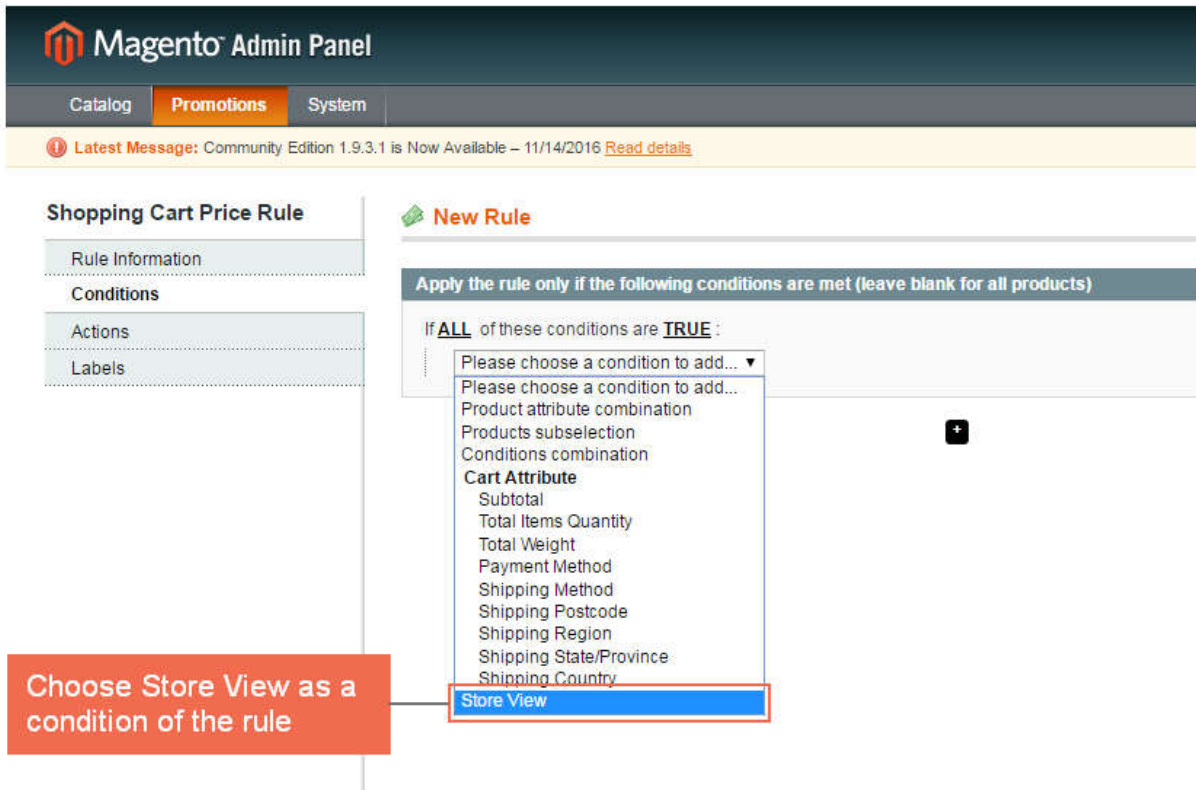 Magento Admin Panel
Catalog Promotions System
Latest Message: Community Edition 1.9.3.1 is Now Available – 11/14/2016 Read details
Shopping Cart Price Rule
Rule Information
Conditions
Actions
Labels
New Rule
Apply the rule only if the following conditions are met (leave blank for all products)
If ALL of these conditions are TRUE :
Please choose a condition to add...
Please choose a condition to add...
Product attribute combination
Products subselection
Conditions combination
Cart Attribute
Subtotal
Total Items Quantity
Total Weight
Payment Method
Shipping Method
Shipping Postcode
Shipping Region
Shipping State/Province
Shipping Country
Store View
Choose Store View as a
condition of the rule